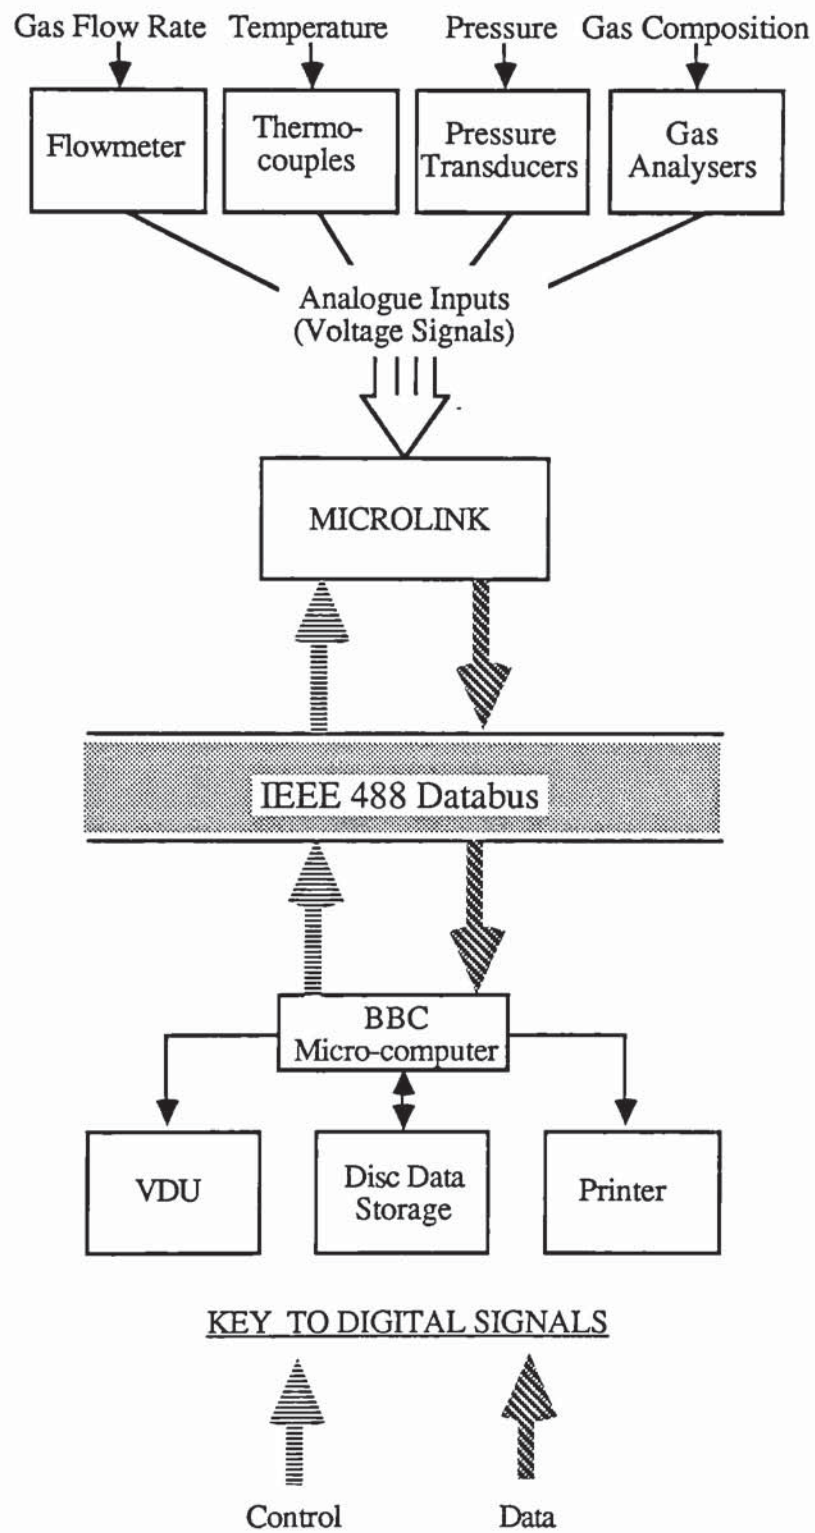 Gas Flow Rate Temperature Pressure Gas Composition
Flowmeter
Thermo-
couples
Pressure
Transducers
Gas
Analysers
Analogue Inputs
(Voltage Signals)
MICROLINK
IEEE 488 Databus
BBC
Micro-computer
VDU
Disc Data
Storage
Printer
KEY TO DIGITAL SIGNALS
Control Data